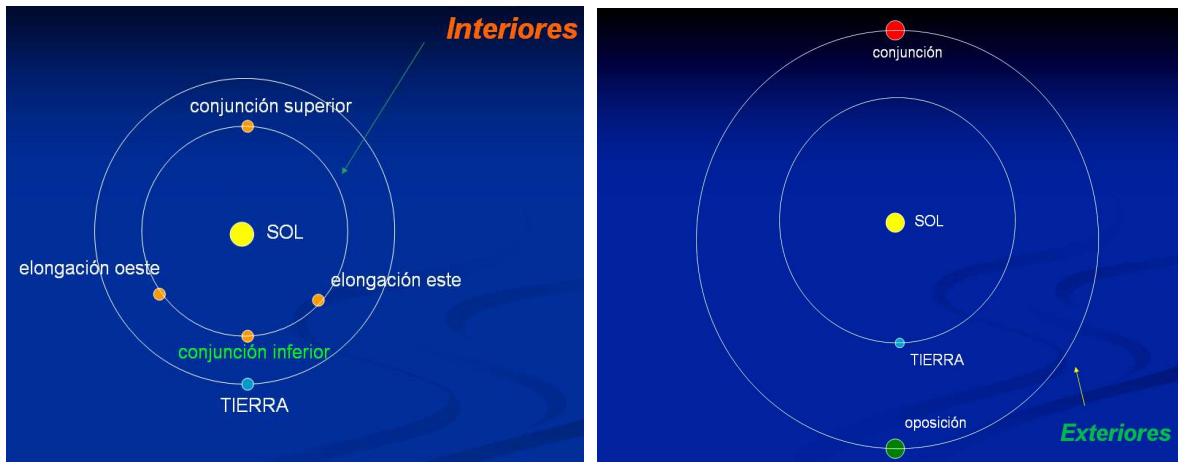 Interiores
conjunción superior
SOL
elongación oeste
elongación este
conjunción inferior
TIERRA
conjunción
SOL
TIERRA
oposición
Exteriores